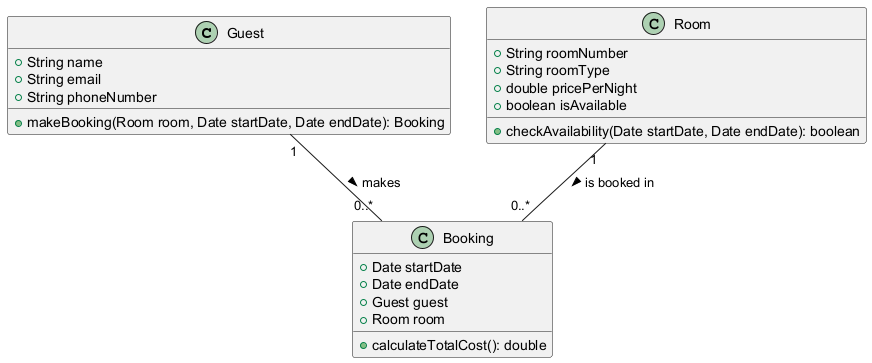 C Guest
+ String name
+ String email
+ String phoneNumber
+ makeBooking(Room room, Date startDate, Date endDate): Booking
C Room
String roomNumber
String roomType
double pricePerNight
boolean isAvailable
checkAvailability(Date startDate, Date endDate): boolean
1
makes
0..*
1
is booked in
0..*
C Booking
Date startDate
Date endDate
Guest guest
Room room
calculateTotalCost(): double